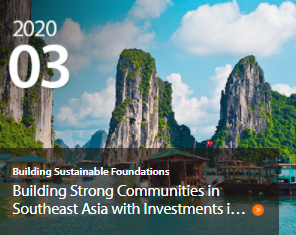 2020
03
Building Sustainable Foundations
Building Strong Communities in
Southeast Asia with Investments i...